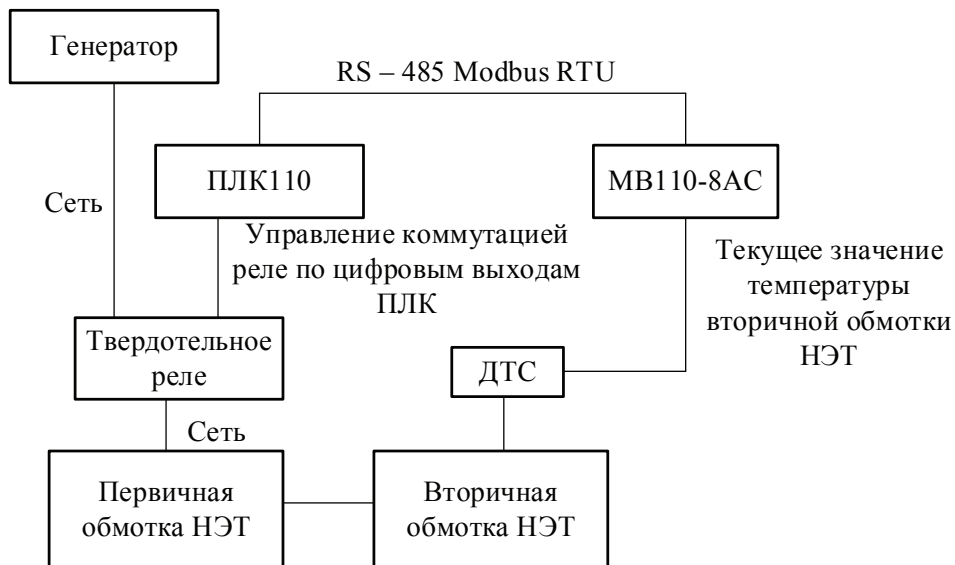 Генератор
RS – 485 Modbus RTU
ПЛК110
МВ110-8АС
Сеть
Управление коммутацией
реле по цифровым выходам
ПЛК
Текущее значение
температуры
вторичной обмотки
НЭТ
Твердотельное
реле
ДТС
Сеть
Первичная
обмотка НЭТ
Вторичная
обмотка НЭТ